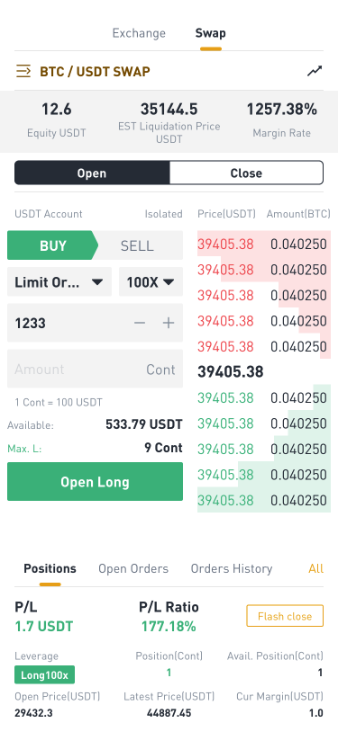 Exchange Swap
BTC / USDT SWAP
12.6 35144.5 1257.38%
Equity USDT EST Liquidation Price USDT Margin Rate
Open Close
USDT Account Isolated Price(USDT) Amount(BTC)
BUY SELL 39405.38 0.040250
39405.38 0.040250
Limit Or... 100X 39405.38 0.040250
1233 — + 39405.38 0.040250
39405.38 0.040250
Amount Cont 39405.38
1 Cont = 100 USDT 39405.38 0.040250
Available: 533.79 USDT 39405.38 0.040250
Max. L: 9 Cont 39405.38 0.040250
Open Long 39405.38 0.040250
39405.38 0.040250
Positions Open Orders Orders History All
P/L P/L Ratio Flash close
1.7 USDT 177.18%
Leverage Position(Cont) Avail. Position(Cont)
Long100x 1 1
Open Price(USDT) Latest Price(USDT) Cur Margin(USDT)
29432.3 44887.45 1.0